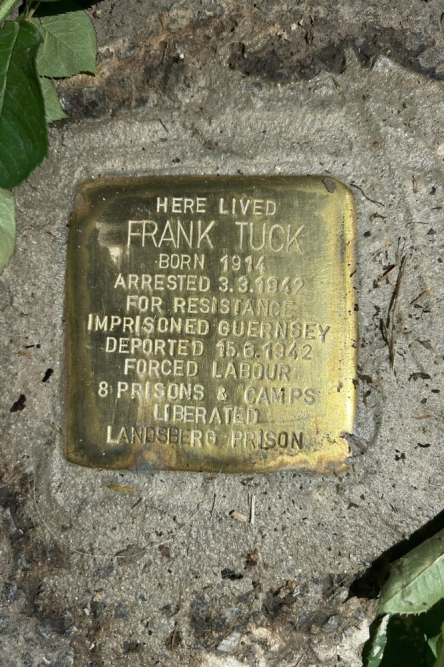 HERE LIVED
FRANK TUCK
BORN 1914
ARRESTED 3.3.1942
FOR RESISTANCE
IMPRISONED GUERNSEY
DEPORTED 15.6.1942
FORCED LABOUR
8 PRISONS & CAMPS
LIBERATED
LANDSBERG PRISON